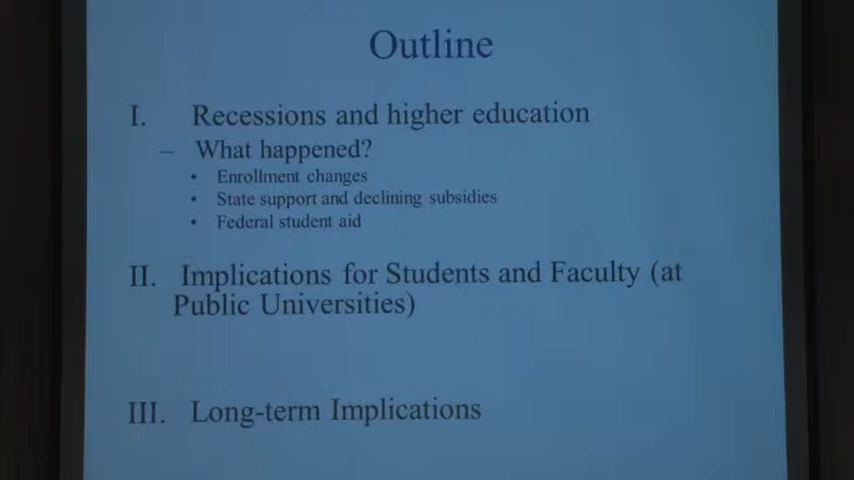 Outline
I. Recessions and higher education
– What happened?
• Enrollment changes
• State support and declining subsidies
• Federal student aid
II. Implications for Students and Faculty (at
Public Universities)
III. Long-term Implications